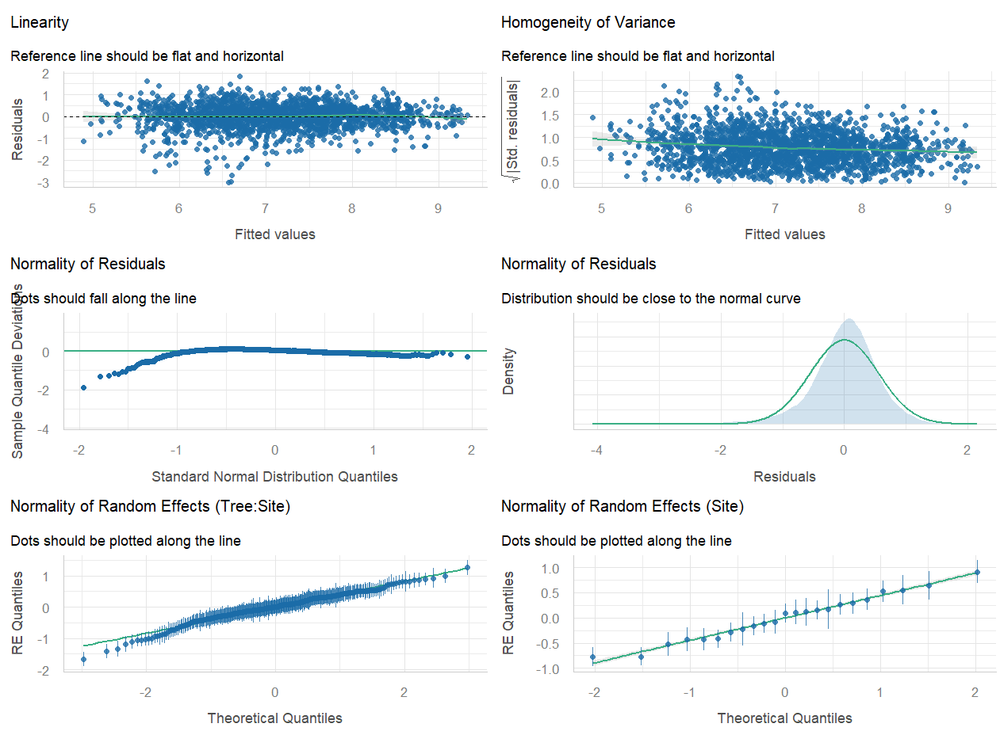 Linearity
Reference line should be flat and horizontal
Residuals
2
1
0
-1
-2
-3
5
6
7
8
9
Fitted values
Homogeneity of Variance
Reference line should be flat and horizontal
√|Std. residuals|
2.0
1.5
1.0
0.5
0.0
5
6
7
8
9
Fitted values
Normality of Residuals
Dots should fall along the line
Sample Quantile Deviations
0
-2
-4
-2
-1
0
1
2
Standard Normal Distribution Quantiles
Normality of Residuals
Distribution should be close to the normal curve
Density
-4
-2
0
2
Residuals
Normality of Random Effects (Tree:Site)
Dots should be plotted along the line
RE Quantiles
1
0
-1
-2
-2
0
2
Theoretical Quantiles
Normality of Random Effects (Site)
Dots should be plotted along the line
RE Quantiles
1.0
0.5
0.0
-0.5
-1.0
-2
-1
0
1
2
Theoretical Quantiles